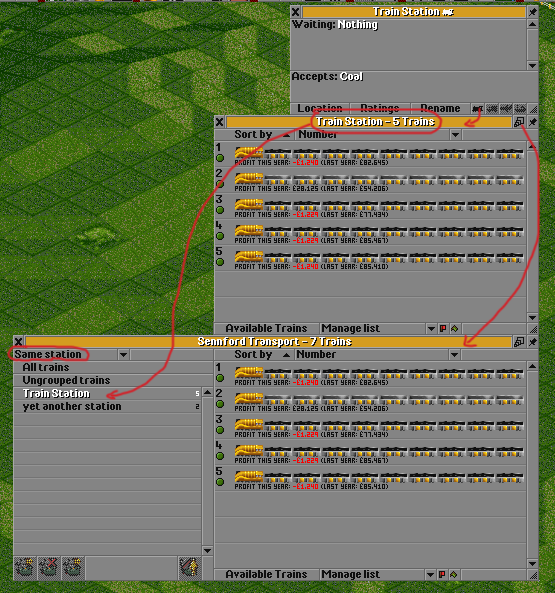 Train Station
Waiting: Nothing
Accepts: Coal
Location Ratings Rename
Train Station - 5 Trains
Sort by Number
1
PROFIT THIS YEAR: -£1,240 (LAST YEAR: £82,645)
2
PROFIT THIS YEAR: £28,125 (LAST YEAR: £54,206)
3
PROFIT THIS YEAR: -£1,229 (LAST YEAR: £77,434)
4
PROFIT THIS YEAR: -£1,229 (LAST YEAR: £85,467)
5
PROFIT THIS YEAR: -£1,240 (LAST YEAR: £85,410)
Available Trains Manage list
Sennford Transport - 7 Trains
Same station
All trains
Ungrouped trains
Train Station 5
yet another station 2
Sort by Number
1
PROFIT THIS YEAR: -£1,240 (LAST YEAR: £82,645)
2
PROFIT THIS YEAR: £28,125 (LAST YEAR: £54,206)
3
PROFIT THIS YEAR: -£1,229 (LAST YEAR: £77,434)
4
PROFIT THIS YEAR: -£1,229 (LAST YEAR: £85,467)
5
PROFIT THIS YEAR: -£1,240 (LAST YEAR: £85,410)
Available Trains Manage list